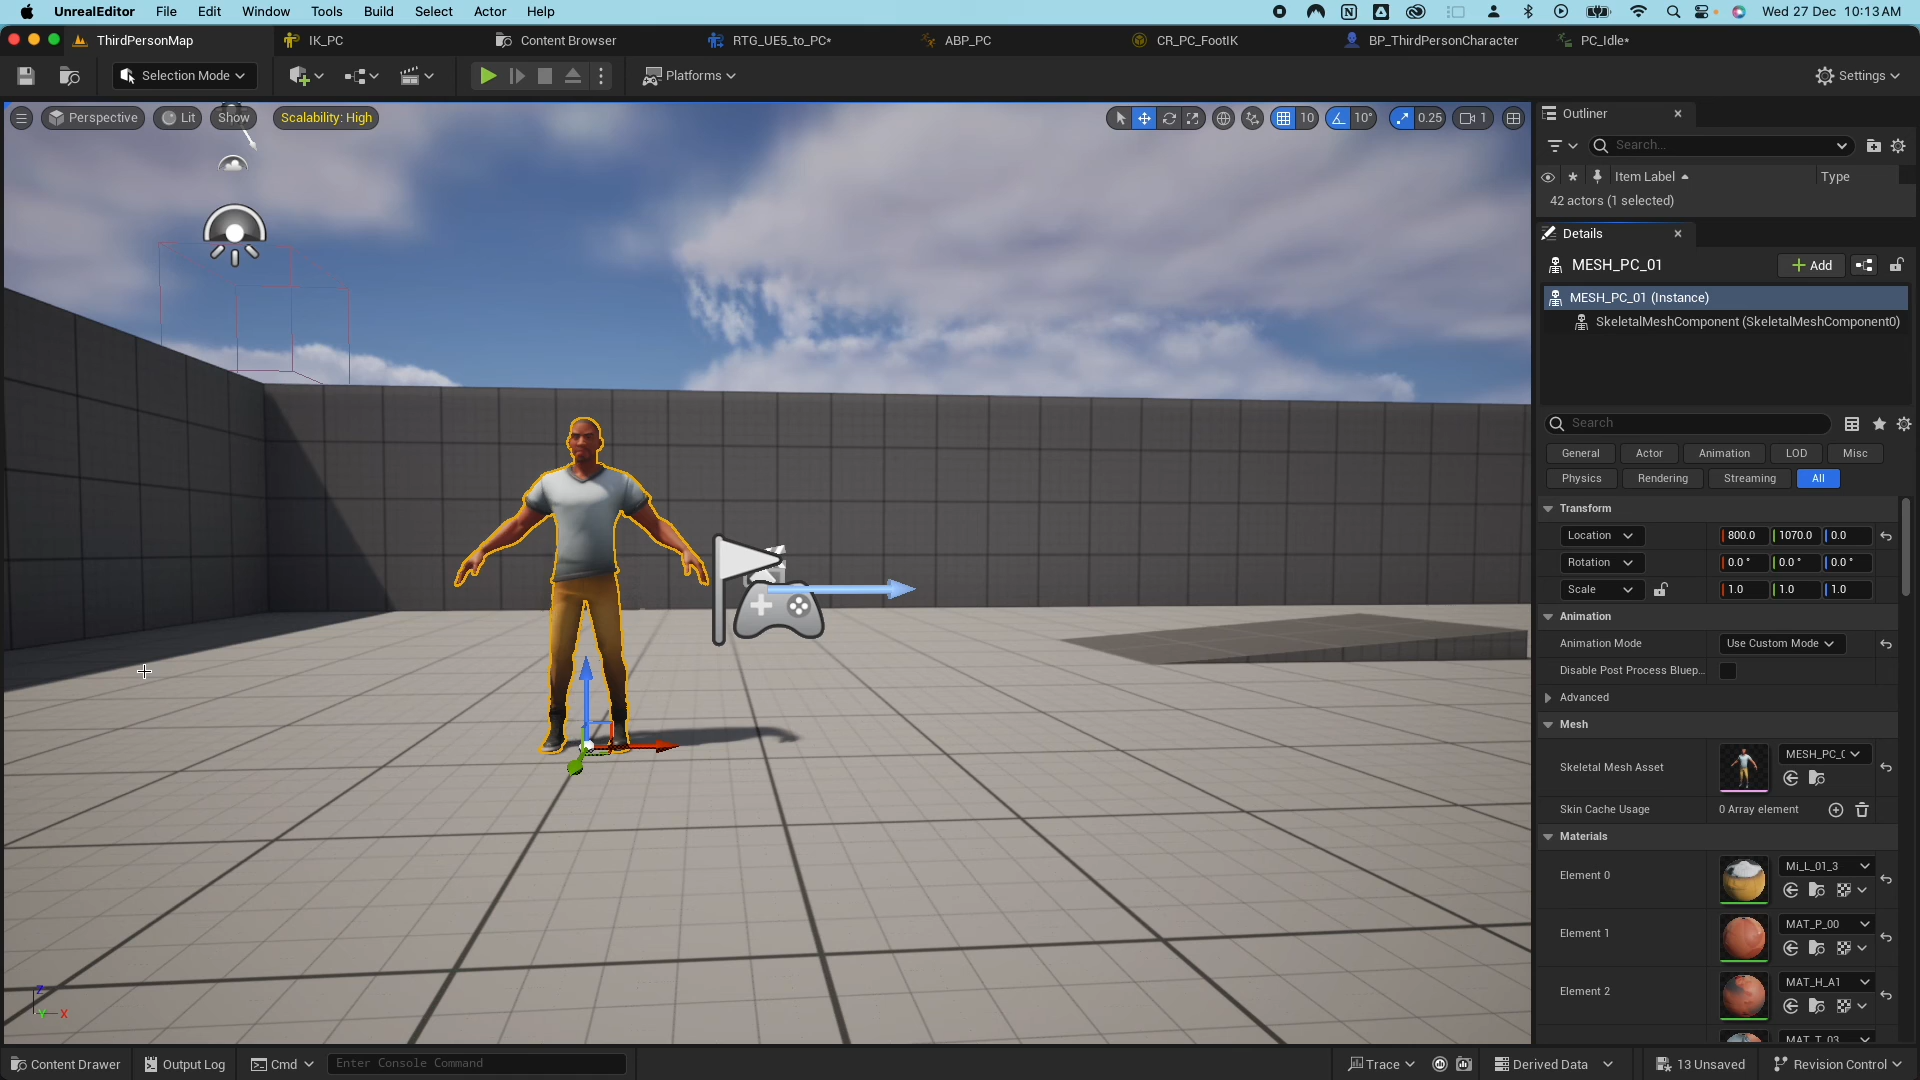 UnrealEditor File Edit Window Tools Build Select Actor Help
Wed 27 Dec 10:13 AM
ThirdPersonMap IK_PC Content Browser RTG_UE5_to_PC* ABP_PC CR_PC_FootIK BP_ThirdPersonCharacter PC_Idle*
Selection Mode Platforms Settings
Perspective Lit Show Scalability: High 10 10° 0.25 1
Outliner
Search...
Item Label Type
42 actors (1 selected)
Details
MESH_PC_01 Add
MESH_PC_01 (Instance)
SkeletalMeshComponent (SkeletalMeshComponent0)
Search
General Actor Animation LOD Misc
Physics Rendering Streaming All
Transform
Location 800.0 1070.0 0.0
Rotation 0.0 ° 0.0 ° 0.0 °
Scale 1.0 1.0 1.0
Animation
Animation Mode Use Custom Mode
Disable Post Process Bluep...
Advanced
Mesh
Skeletal Mesh Asset MESH_PC_
Skin Cache Usage 0 Array element
Materials
Element 0 Mi_L_01_3
Element 1 MAT_P_00
Element 2 MAT_H_A1
MAT_T_03
Z
Y X
Content Drawer Output Log Cmd Enter Console Command Trace Derived Data 13 Unsaved Revision Control